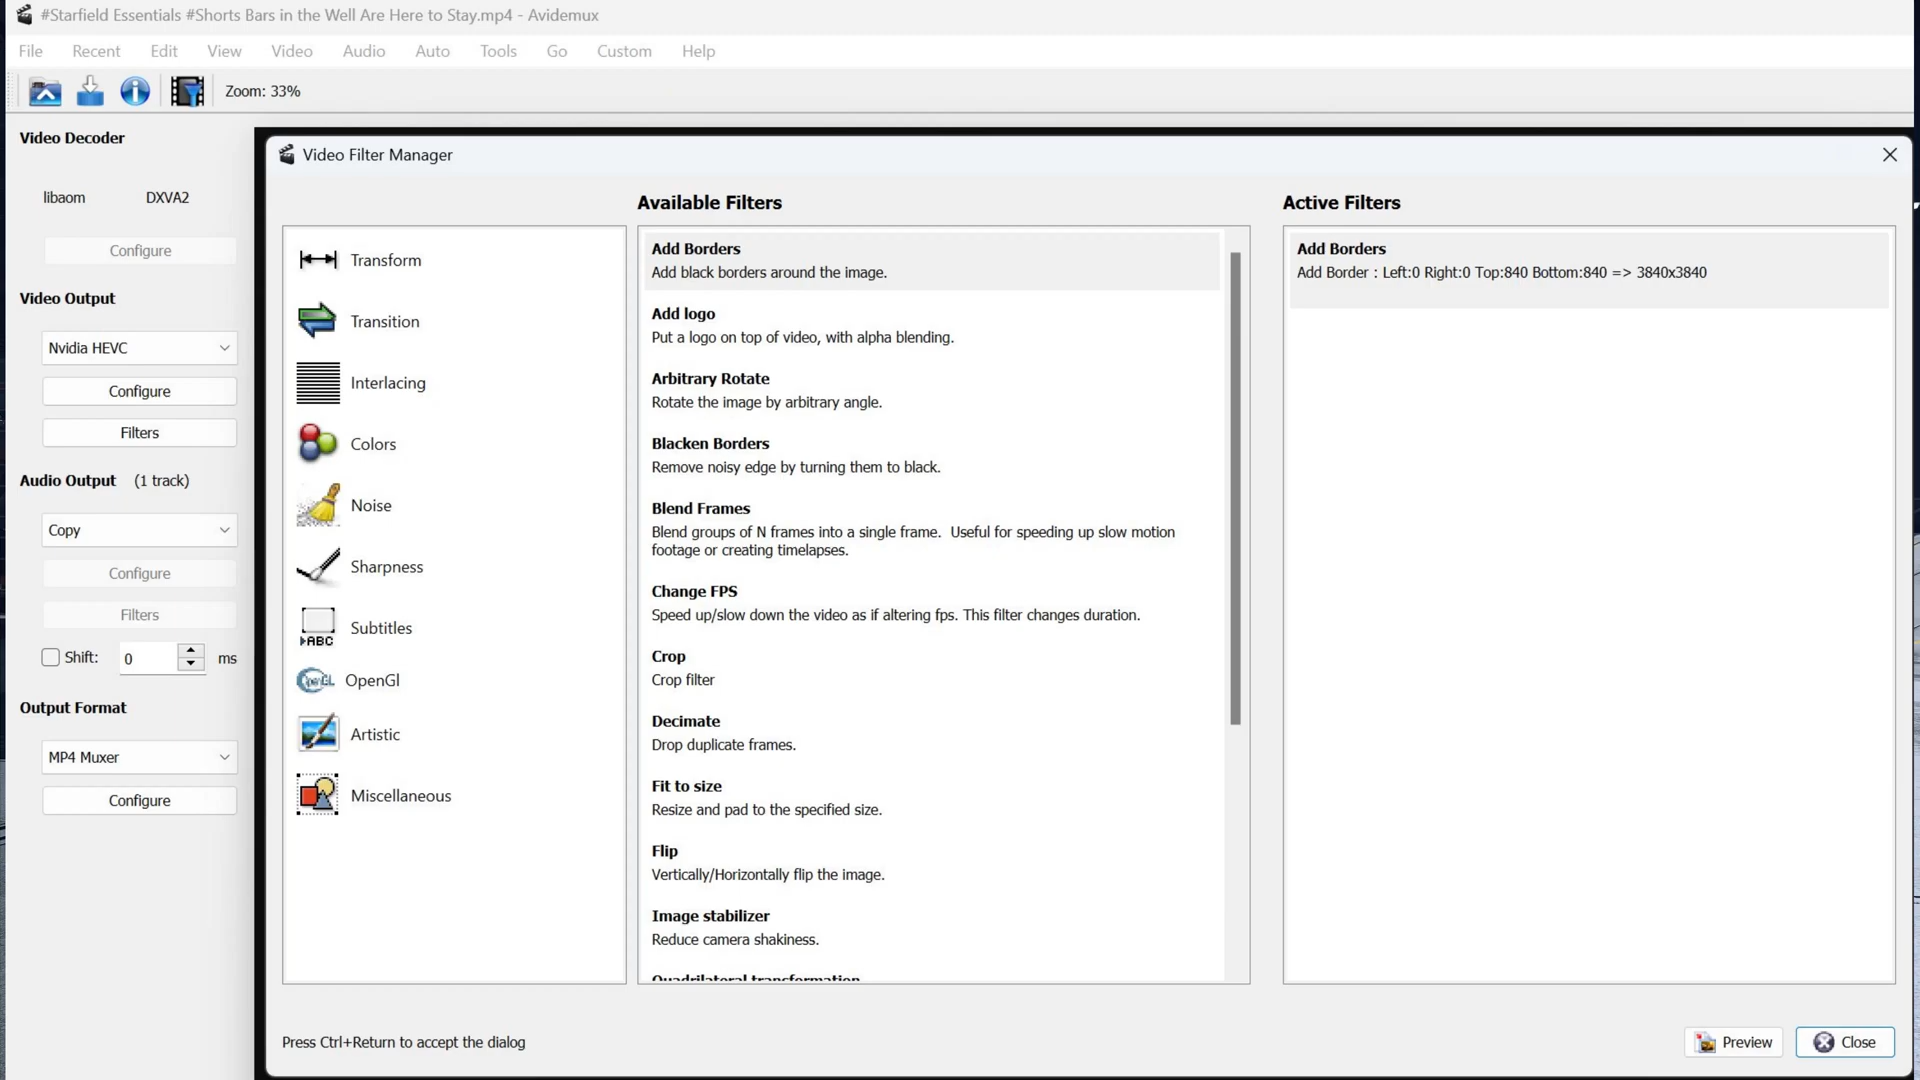 #Starfield Essentials #Shorts Bars in the Well Are Here to Stay.mp4 - Avidemux
File Recent Edit View Video Audio Auto Tools Go Custom Help
Zoom: 33%
Video Decoder
libaom DXVA2
Configure
Video Output
Nvidia HEVC
Configure
Filters
Audio Output (1 track)
Copy
Configure
Filters
Shift: 0 ms
Output Format
MP4 Muxer
Configure
Video Filter Manager
Transform
Transition
Interlacing
Colors
Noise
Sharpness
Subtitles
OpenGl
Artistic
Miscellaneous
Available Filters
Add Borders
Add black borders around the image.
Add logo
Put a logo on top of video, with alpha blending.
Arbitrary Rotate
Rotate the image by arbitrary angle.
Blacken Borders
Remove noisy edge by turning them to black.
Blend Frames
Blend groups of N frames into a single frame. Useful for speeding up slow motion
footage or creating timelapses.
Change FPS
Speed up/slow down the video as if altering fps. This filter changes duration.
Crop
Crop filter
Decimate
Drop duplicate frames.
Fit to size
Resize and pad to the specified size.
Flip
Vertically/Horizontally flip the image.
Image stabilizer
Reduce camera shakiness.
Quadrilateral transformation
Active Filters
Add Borders
Add Border : Left:0 Right:0 Top:840 Bottom:840 => 3840x3840
Press Ctrl+Return to accept the dialog
Preview
Close